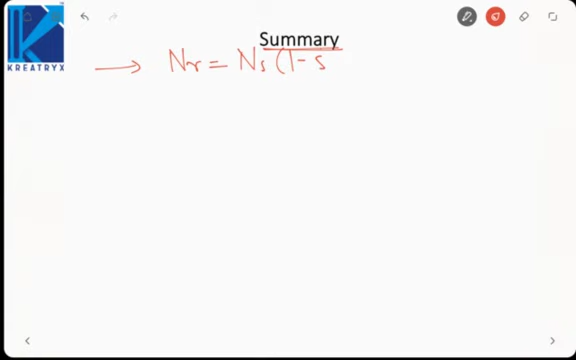 Summary
KREATRYX
→ Nr = Ns (1-s